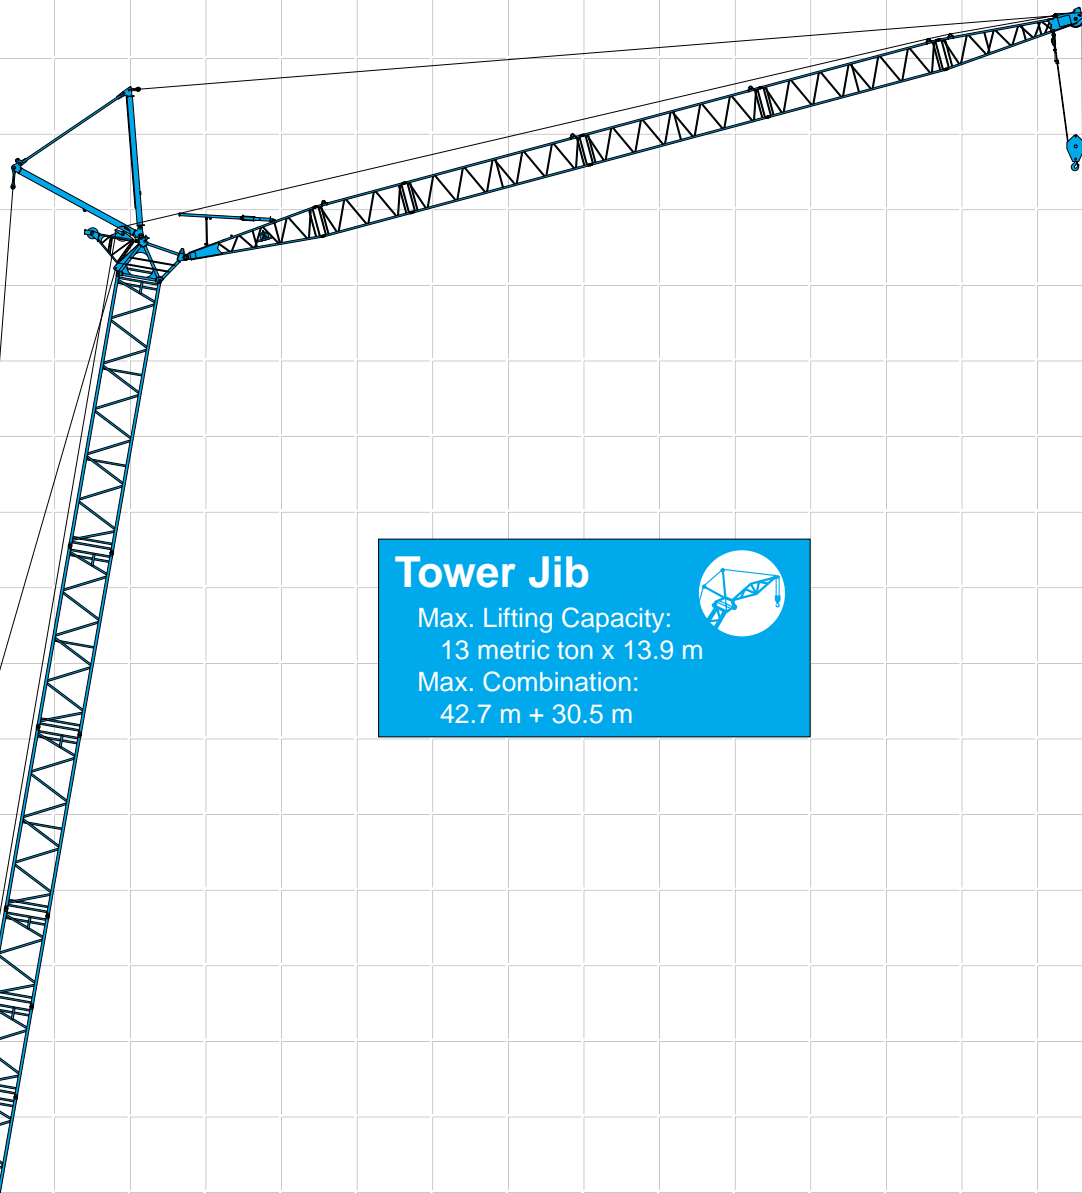 Tower Jib
Max. Lifting Capacity:
13 metric ton x 13.9 m
Max. Combination:
42.7 m + 30.5 m